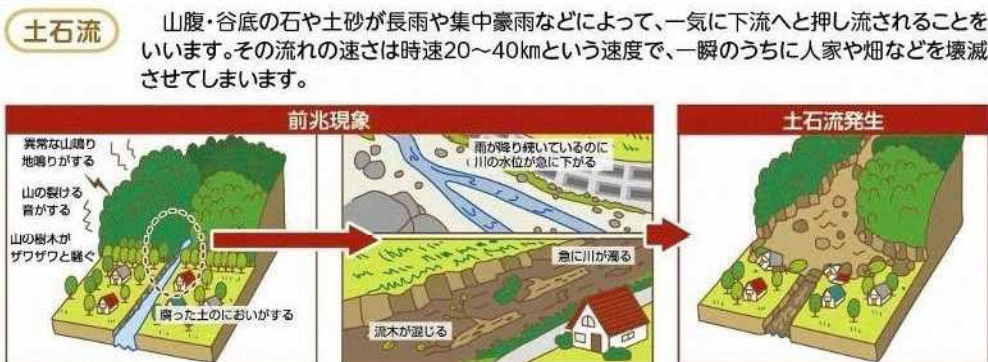 土石流
山腹・谷底の石や土砂が長雨や集中豪雨などによって、一気に下流へと押し流されることを
いいます。その流れの速さは時速20～40kmという速度で、一瞬のうちに人家や畑などを壊滅
させてしまいます。
前兆現象
異常な山鳴り
地鳴りがする
山の裂ける
音がする
山の樹木が
ザワザワと騒ぐ
腐った土のにおいがする
雨が降り続いているのに
川の水位が急に下がる
急に川が濁る
流木が混じる
土石流発生